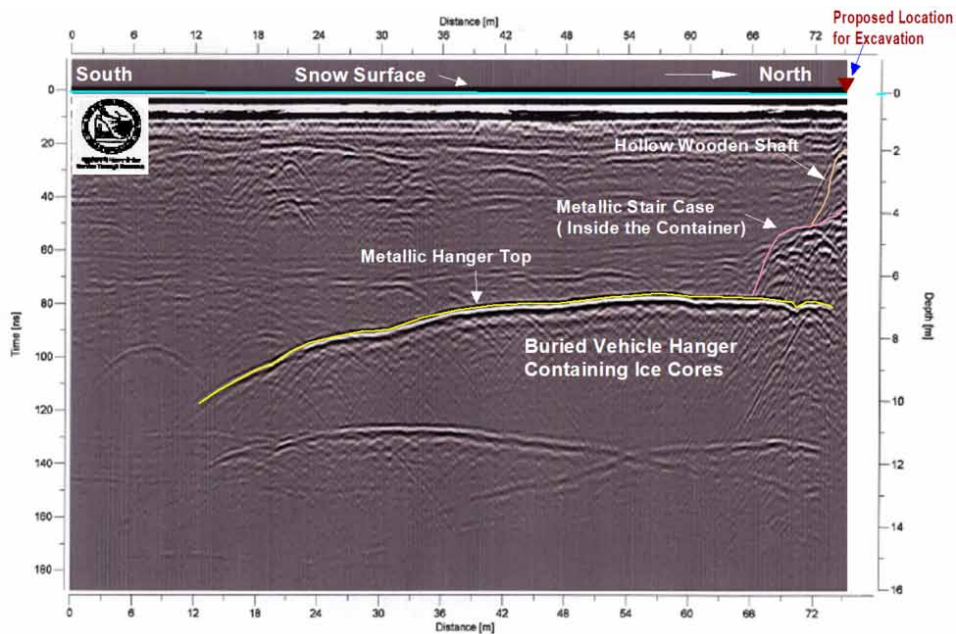 Distance [m]
0 6 12 18 24 30 36 42 48 54 60 66 72
Proposed Location
for Excavation
South
Snow Surface
North
0
20
40
60
80
100
120
140
160
180
Time [ns]
0
2
4
6
8
10
12
14
16
Depth [m]
Hollow Wooden Shaft
Metallic Stair Case
( Inside the Container)
Metallic Hanger Top
Buried Vehicle Hanger
Containing Ice Cores
0 6 12 18 24 30 36 42 48 54 60 66 72
Distance [m]